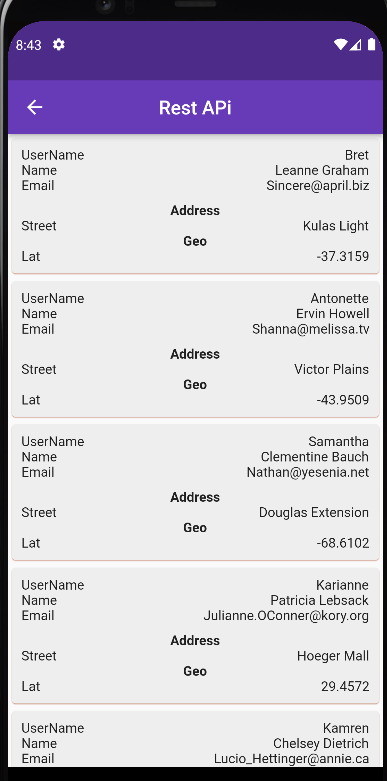 8:43
Rest APi
UserName Bret
Name Leanne Graham
Email Sincere@april.biz
Address
Street Kulas Light
Geo
Lat -37.3159
UserName Antonette
Name Ervin Howell
Email Shanna@melissa.tv
Address
Street Victor Plains
Geo
Lat -43.9509
UserName Samantha
Name Clementine Bauch
Email Nathan@yesenia.net
Address
Street Douglas Extension
Geo
Lat -68.6102
UserName Karianne
Name Patricia Lebsack
Email Julianne.OConner@kory.org
Address
Street Hoeger Mall
Geo
Lat 29.4572
UserName Kamren
Name Chelsey Dietrich
Email Lucio_Hettinger@annie.ca